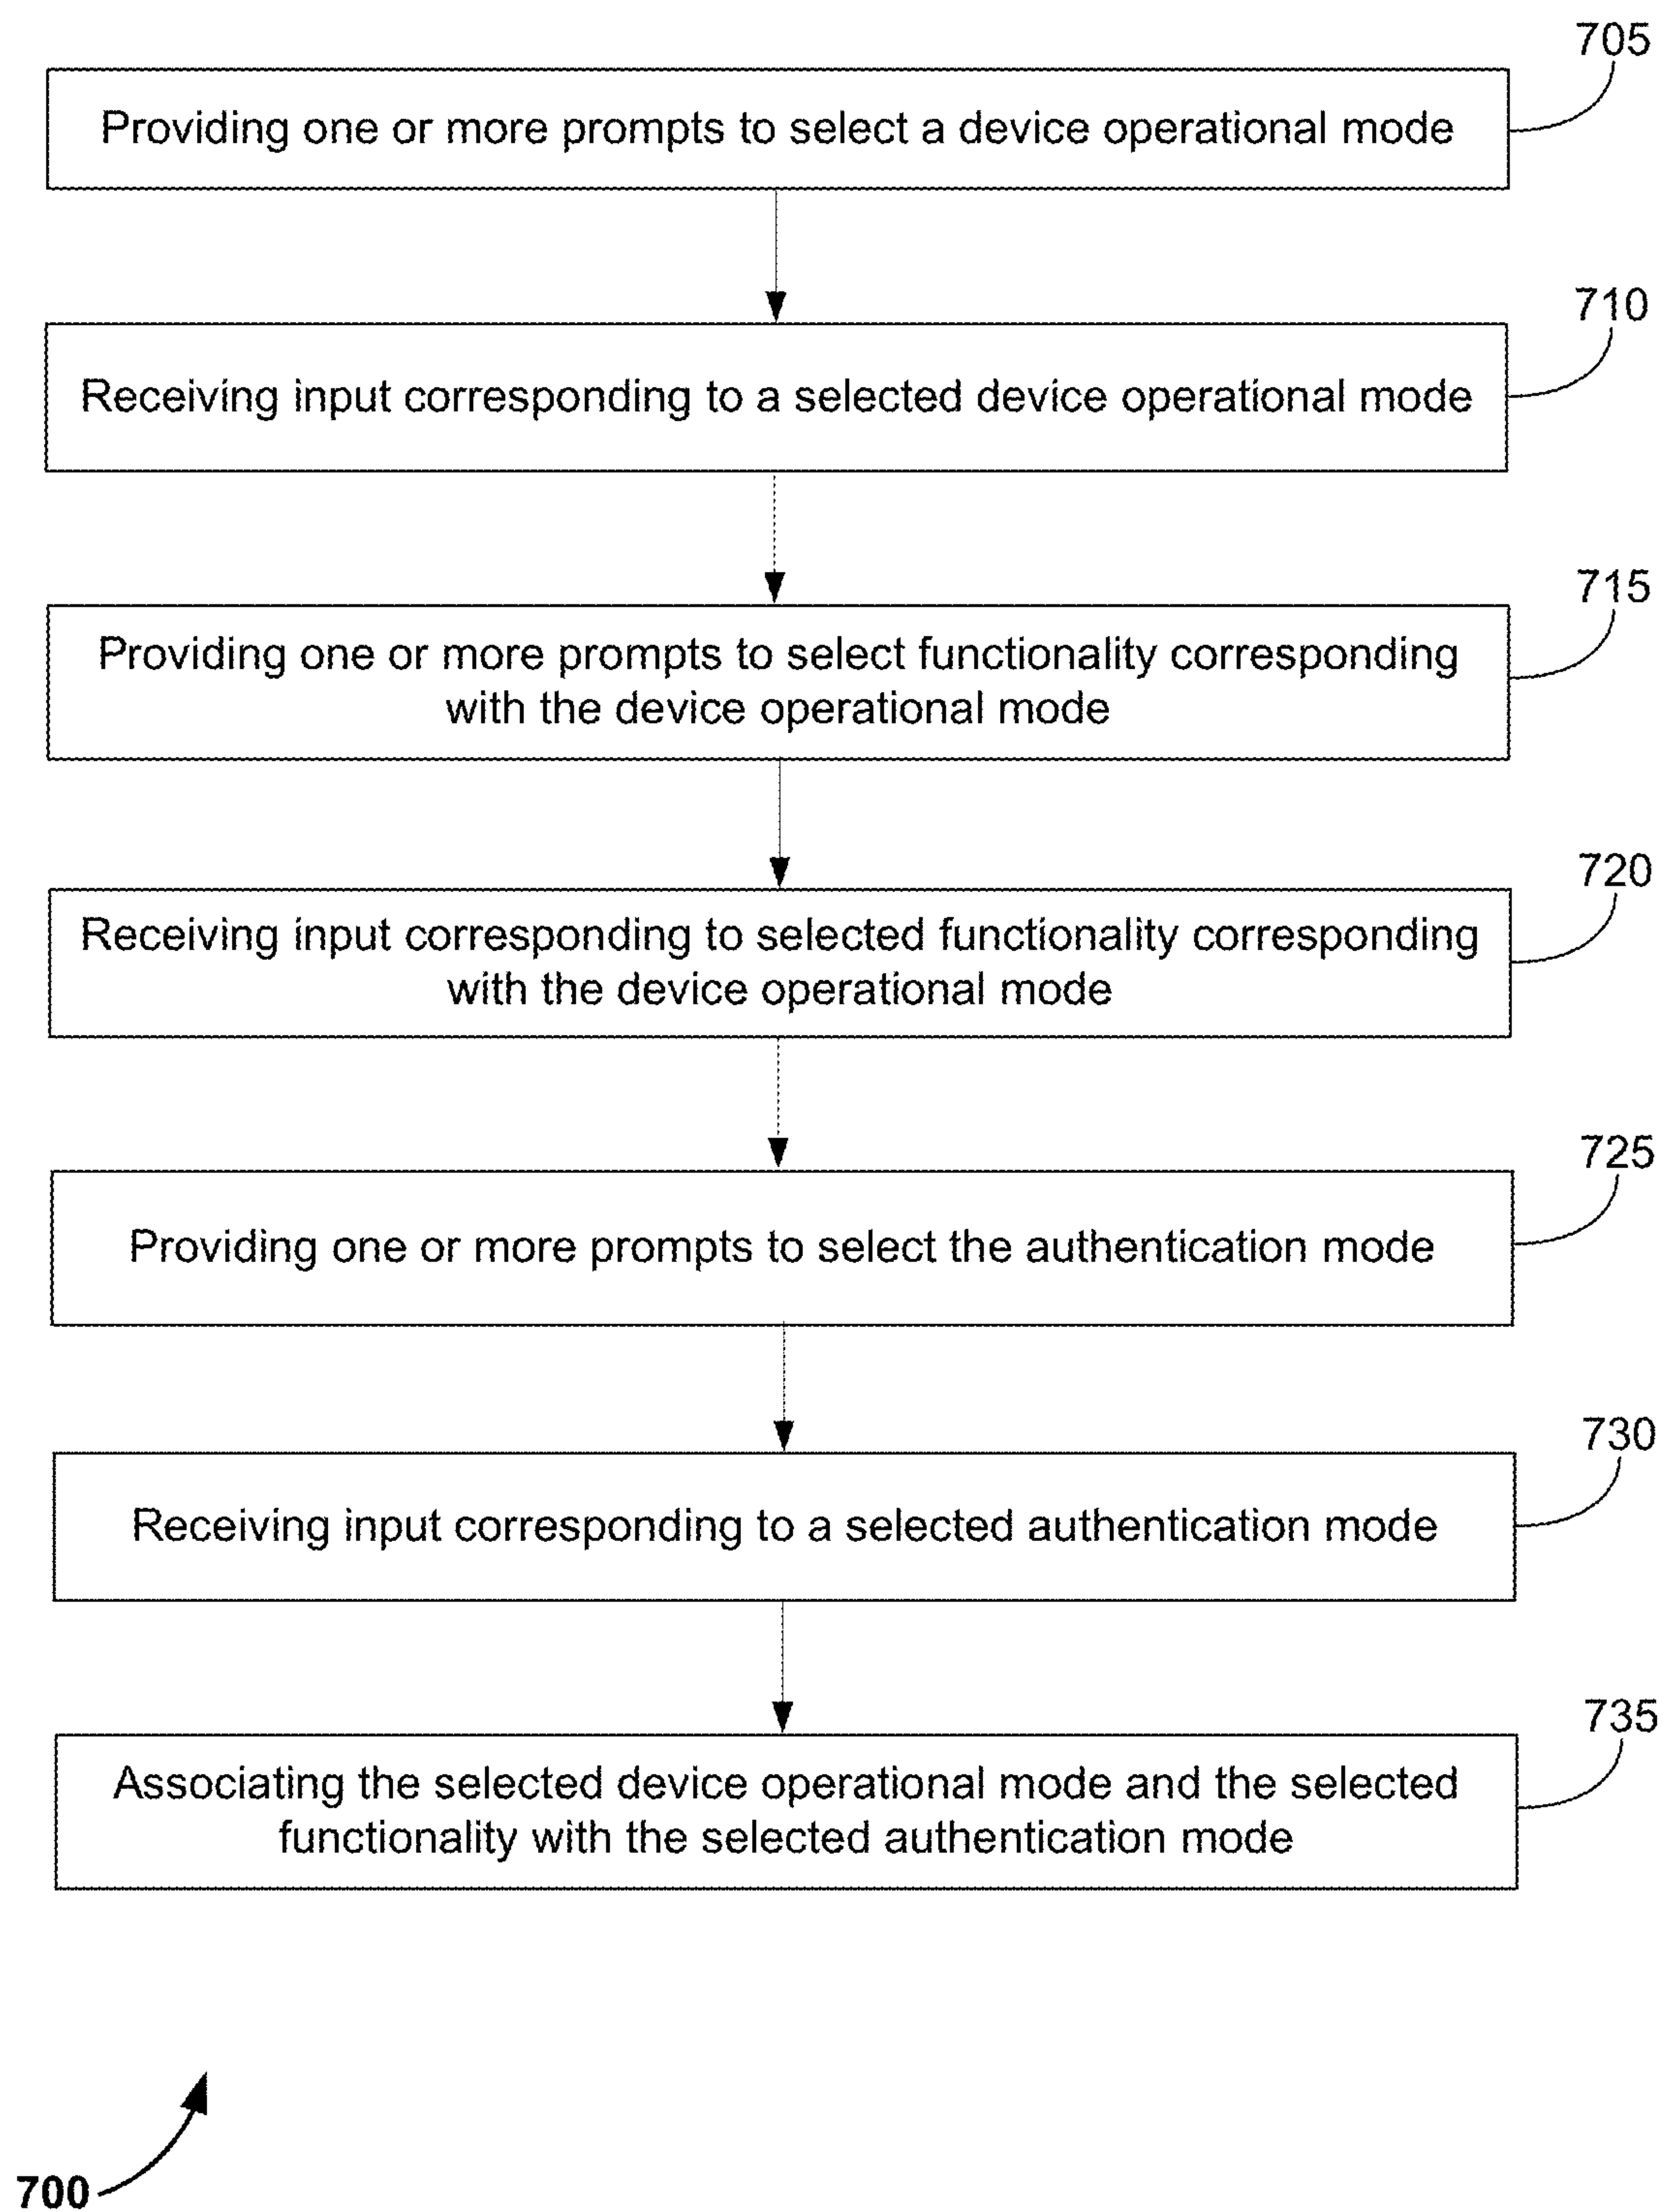 705
Providing one or more prompts to select a device operational mode
710
Receiving input corresponding to a selected device operational mode
715
Providing one or more prompts to select functionality corresponding
with the device operational mode
720
Receiving input corresponding to selected functionality corresponding
with the device operational mode
725
Providing one or more prompts to select the authentication mode
730
Receiving input corresponding to a selected authentication mode
735
Associating the selected device operational mode and the selected
functionality with the selected authentication mode
700